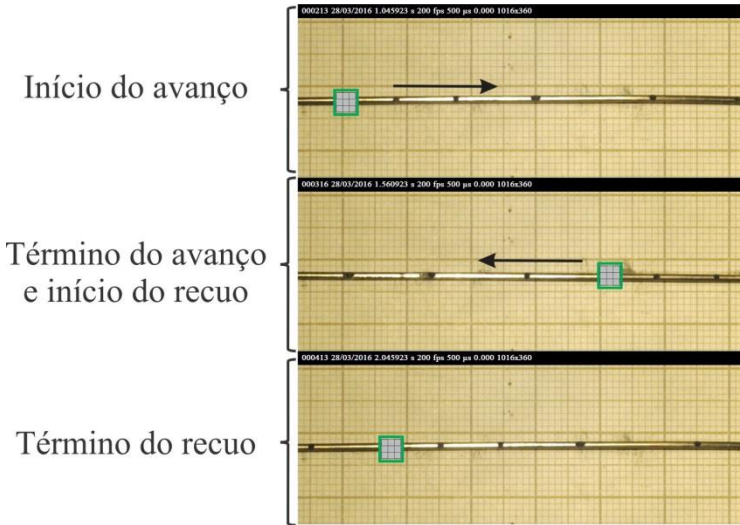 Início do avanço
000213 28/03/2016 1.045923 s 200 fps 500 µs 0.000 1016x360
Término do avanço
e início do recuo
000316 28/03/2016 1.560923 s 200 fps 500 µs 0.000 1016x360
Término do recuo
000413 28/03/2016 2.045923 s 200 fps 500 µs 0.000 1016x360